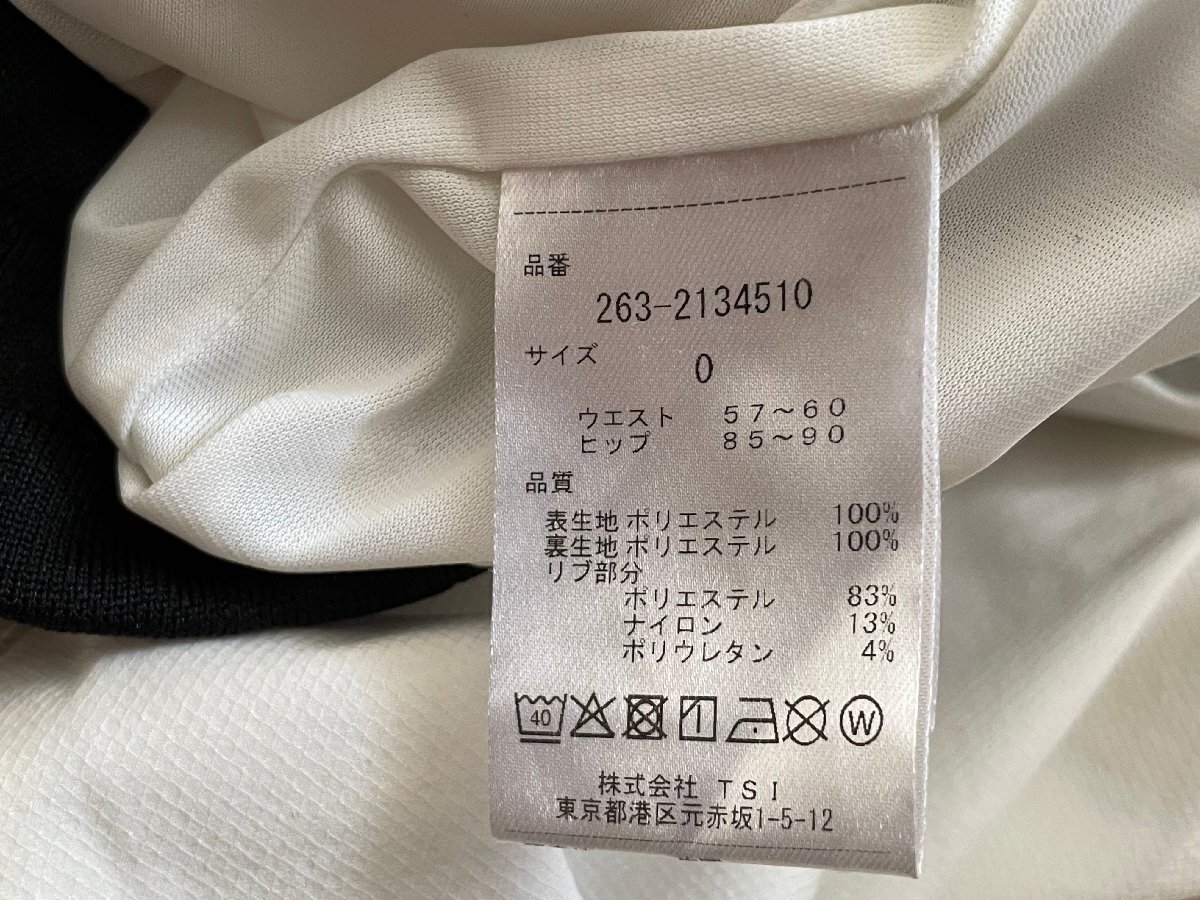 品番
263-2134510
サイズ
0
ウエスト 57～60
ヒップ 85～90
品質
表生地 ポリエステル 100%
裏生地 ポリエステル 100%
リブ部分
ポリエステル 83%
ナイロン 13%
ポリウレタン 4%
40 W
株式会社 TSI
東京都港区元赤坂1-5-12